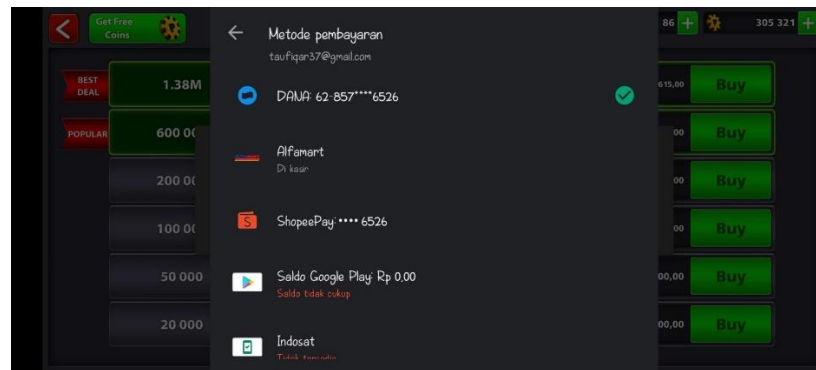 Get Free
Coins
86
305 321
Metode pembayaran
taufiqar37@gmail.com
BEST
DEAL
1.38M
DANA: 62-857****6526
615,00
Buy
POPULAR
600 00
00
Buy
Alfamart
Di kasir
200 00
00
Buy
100 00
ShopeePay: •••• 6526
00
Buy
50 000
Saldo Google Play: Rp 0,00
Saldo tidak cukup
00,00
Buy
20 000
Indosat
Tidak tersedia
00,00
Buy